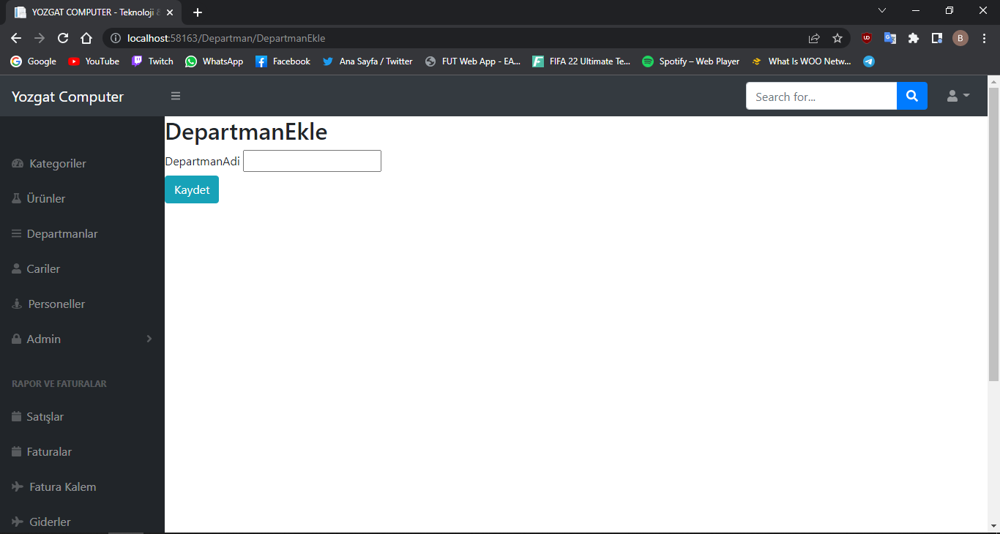 YOZGAT COMPUTER - Teknoloji &
localhost:58163/Departman/DepartmanEkle
B
Google YouTube Twitch WhatsApp Facebook Ana Sayfa / Twitter FUT Web App - EA... FIFA 22 Ultimate Te... Spotify – Web Player What Is WOO Netw...
Yozgat Computer
Search for...
DepartmanEkle
DepartmanAdi
Kaydet
Kategoriler
Ürünler
Departmanlar
Cariler
Personeller
Admin
RAPOR VE FATURALAR
Satışlar
Faturalar
Fatura Kalem
Giderler